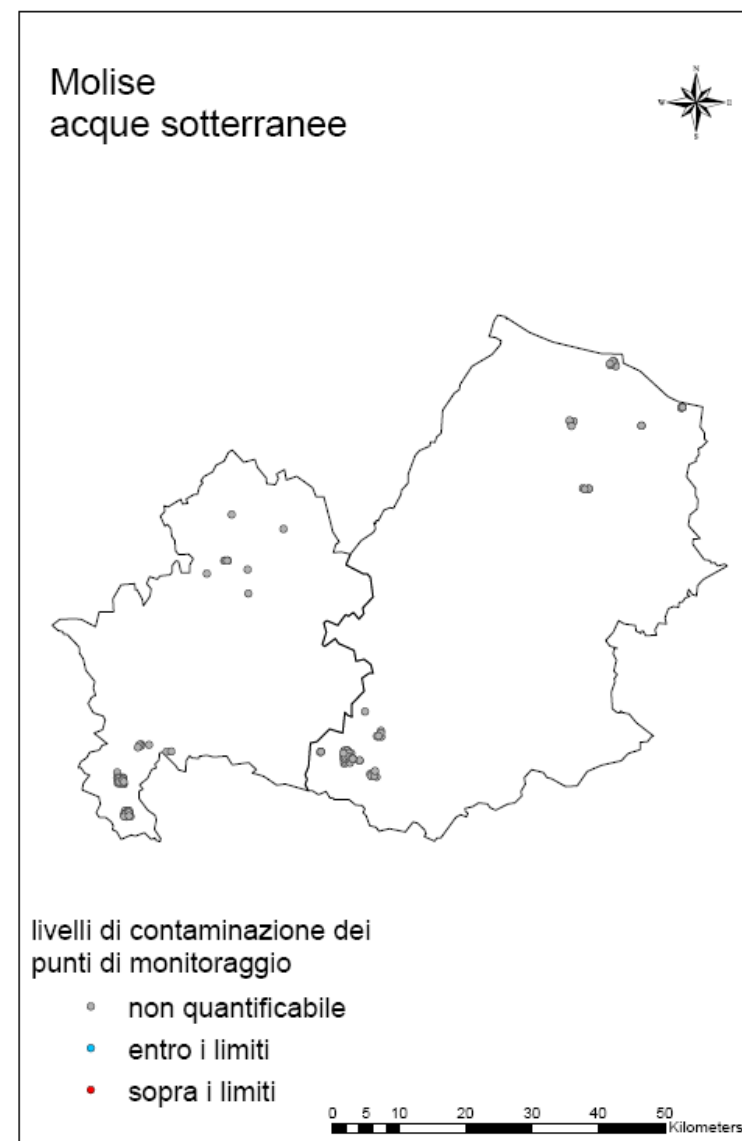 Molise
acque sotterranee
N
W E
S
livelli di contaminazione dei
punti di monitoraggio
non quantificabile
entro i limiti
sopra i limiti
0 5 10 20 30 40 50
Kilometers